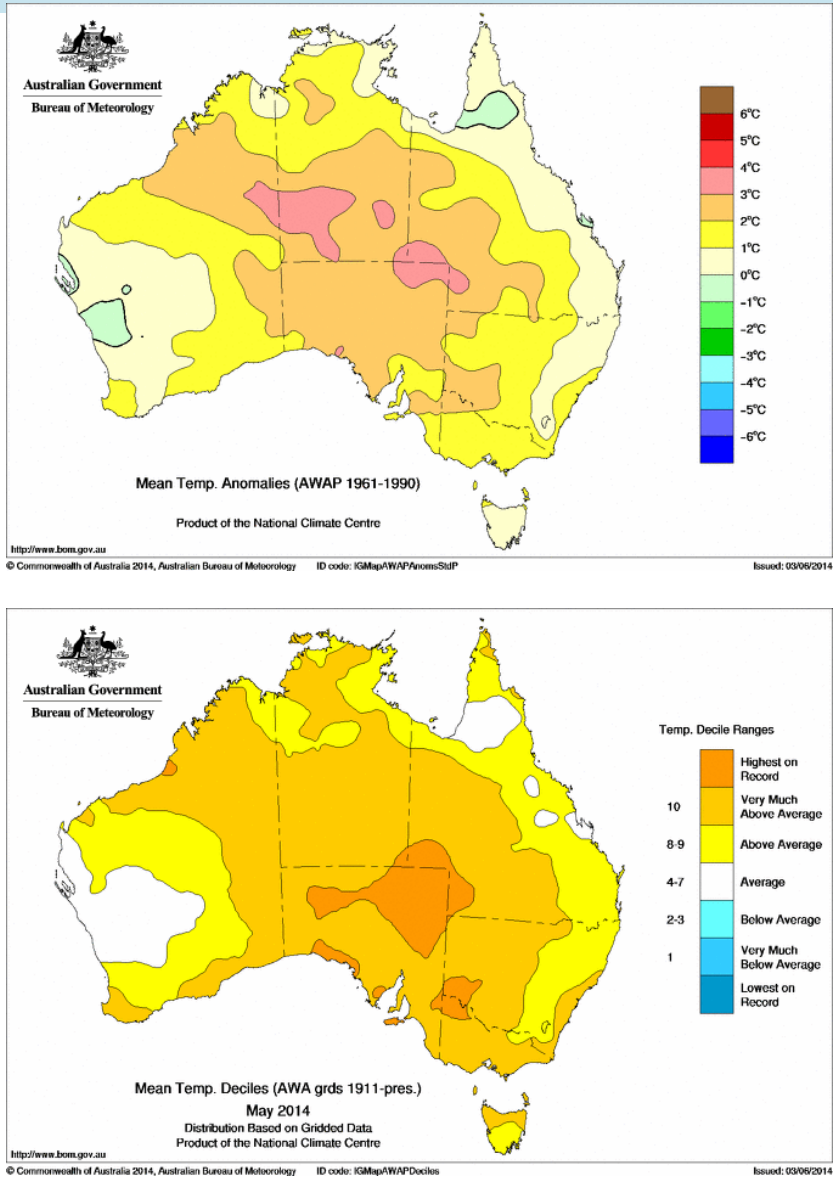 Australian Government
Bureau of Meteorology
6°C
5°C
4°C
3°C
2°C
1°C
0°C
−1°C
−2°C
−3°C
−4°C
−5°C
−6°C
Mean Temp. Anomalies (AWAP 1961-1990)
Product of the National Climate Centre
http://www.bom.gov.au
© Commonwealth of Australia 2014, Australian Bureau of Meteorology ID code: IGMapAWAPAnomsStdP Issued: 03/06/2014
Australian Government
Bureau of Meteorology
Temp. Decile Ranges
Highest on
Record
10 Very Much
Above Average
8-9 Above Average
4-7 Average
2-3 Below Average
1 Very Much
Below Average
Lowest on
Record
Mean Temp. Deciles (AWA grds 1911-pres.)
May 2014
Distribution Based on Gridded Data
Product of the National Climate Centre
http://www.bom.gov.au
© Commonwealth of Australia 2014, Australian Bureau of Meteorology ID code: IGMapAWAPDeciles Issued: 03/06/2014